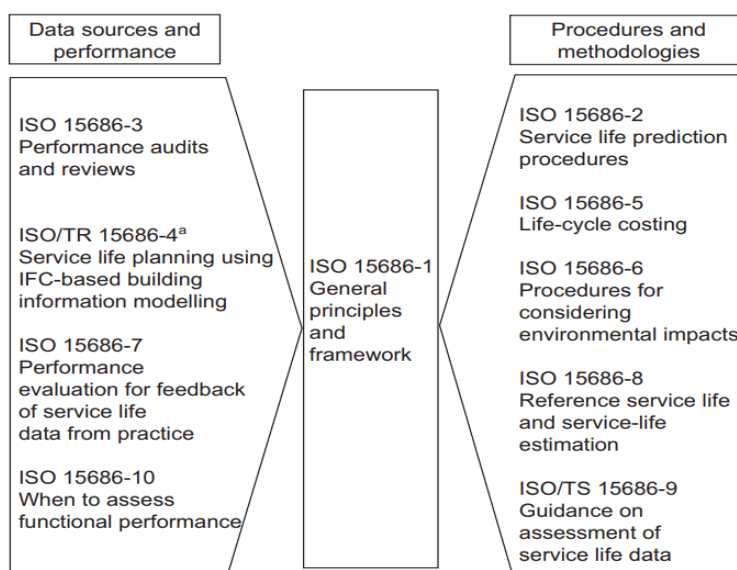 Data sources and
performance
ISO 15686-3
Performance audits
and reviews
ISO/TR 15686-4ª
Service life planning using
IFC-based building
information modelling
ISO 15686-7
Performance
evaluation for feedback
of service life
data from practice
ISO 15686-10
When to assess
functional performance
ISO 15686-1
General
principles
and
framework
Procedures and
methodologies
ISO 15686-2
Service life prediction
procedures
ISO 15686-5
Life-cycle costing
ISO 15686-6
Procedures for
considering
environmental impacts
ISO 15686-8
Reference service life
and service-life
estimation
ISO/TS 15686-9
Guidance on
assessment of
service life data